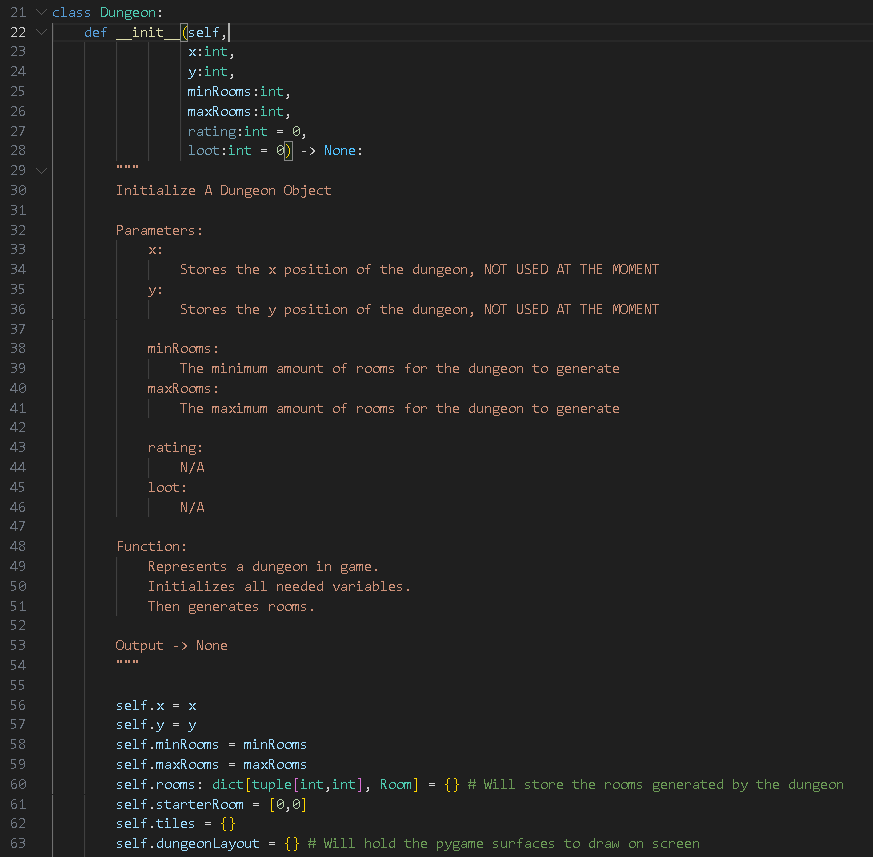 21 class Dungeon:
22     def __init__(self,
23                  x:int,
24                  y:int,
25                  minRooms:int,
26                  maxRooms:int,
27                  rating:int = 0,
28                  loot:int = 0) -> None:
29         """
30         Initialize A Dungeon Object
31
32         Parameters:
33             x:
34                 Stores the x position of the dungeon, NOT USED AT THE MOMENT
35             y:
36                 Stores the y position of the dungeon, NOT USED AT THE MOMENT
37
38             minRooms:
39                 The minimum amount of rooms for the dungeon to generate
40             maxRooms:
41                 The maximum amount of rooms for the dungeon to generate
42
43             rating:
44                 N/A
45             loot:
46                 N/A
47
48         Function:
49             Represents a dungeon in game.
50             Initializes all needed variables.
51             Then generates rooms.
52
53         Output -> None
54         """
55
56         self.x = x
57         self.y = y
58         self.minRooms = minRooms
59         self.maxRooms = maxRooms
60         self.rooms: dict[tuple[int,int], Room] = {} # Will store the rooms generated by the dungeon
61         self.starterRoom = [0,0]
62         self.tiles = {}
63         self.dungeonLayout = {} # Will hold the pygame surfaces to draw on screen